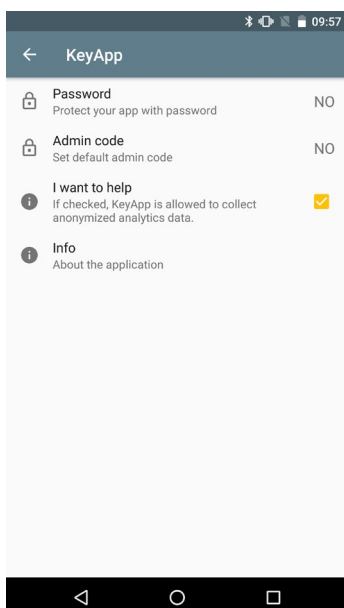 09:57
KeyApp
Password
Protect your app with password
NO
Admin code
Set default admin code
NO
I want to help
If checked, KeyApp is allowed to collect
anonymized analytics data.
Info
About the application